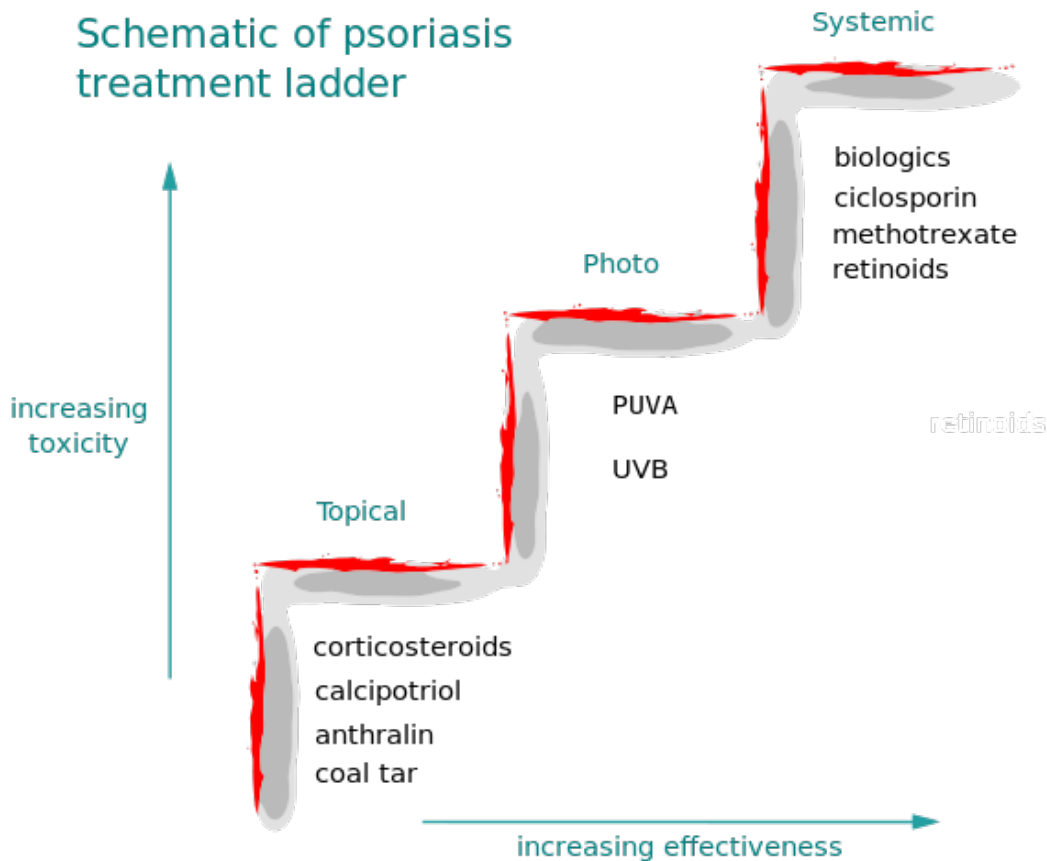 Schematic of psoriasis
treatment ladder
Systemic
biologics
ciclosporin
methotrexate
retinoids
Photo
PUVA
UVB
retinoids
increasing
toxicity
Topical
corticosteroids
calcipotriol
anthralin
coal tar
increasing effectiveness